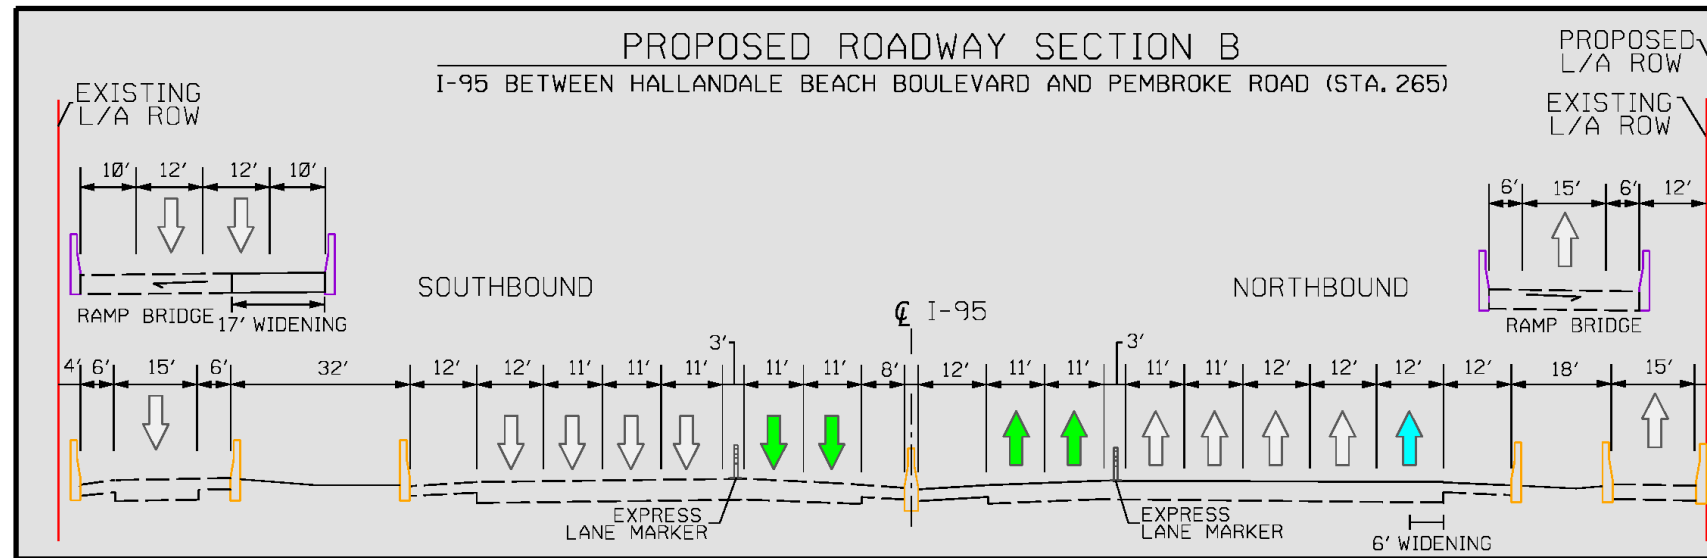 PROPOSED ROADWAY SECTION B
I-95 BETWEEN HALLANDALE BEACH BOULEVARD AND PEMBROKE ROAD (STA. 265)
PROPOSED
L/A ROW
EXISTING
L/A ROW
EXISTING
L/A ROW
10' 12' 12' 10'
6' 15' 6' 12'
SOUTHBOUND
NORTHBOUND
RAMP BRIDGE
17' WIDENING
RAMP BRIDGE
℄ I-95
3'
3'
4' 6' 15' 6' 32' 12' 12' 11' 11' 11' 11' 11' 8' 12' 11' 11' 11' 11' 12' 12' 12' 12' 18' 15'
EXPRESS
LANE MARKER
EXPRESS
LANE MARKER
6' WIDENING